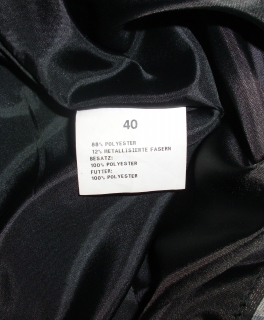 40
88% POLYESTER
12% METALLISIERTE FASERN
BESATZ:
100% POLYESTER
FUTTER:
100% POLYESTER